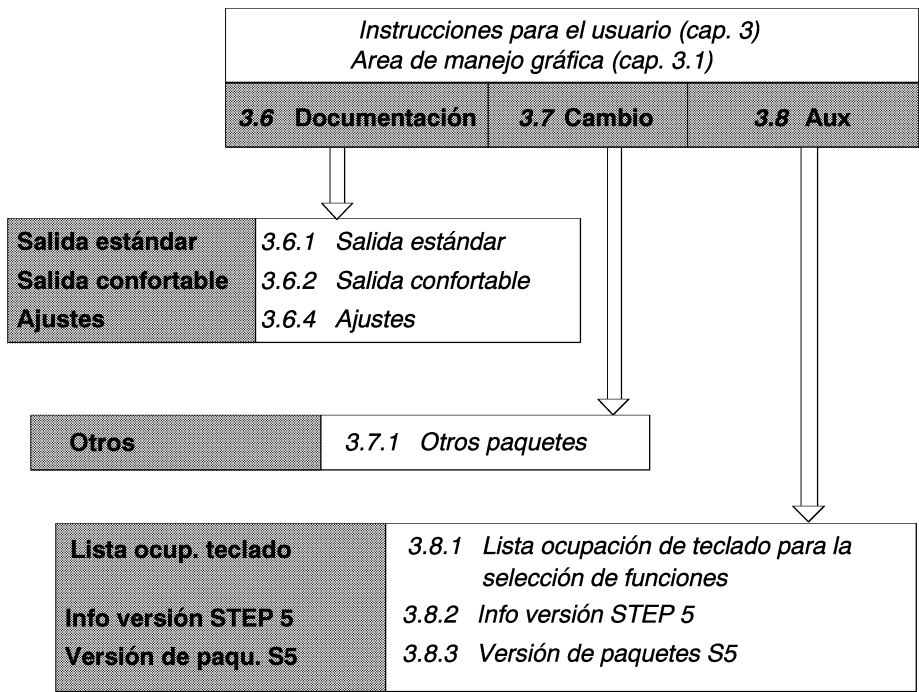 Instrucciones para el usuario (cap. 3)
Area de manejo gráfica (cap. 3.1)
3.6 Documentación 3.7 Cambio 3.8 Aux
Salida estándar 3.6.1 Salida estándar
Salida confortable 3.6.2 Salida confortable
Ajustes 3.6.4 Ajustes
Otros 3.7.1 Otros paquetes
Lista ocup. teclado 3.8.1 Lista ocupación de teclado para la
selección de funciones
Info versión STEP 5 3.8.2 Info versión STEP 5
Versión de paqu. S5 3.8.3 Versión de paquetes S5